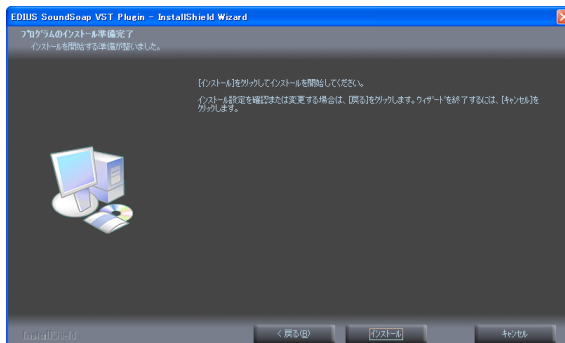 EDIUS SoundSoap VST Plugin - InstallShield Wizard
プログラムのインストール準備完了
インストールを開始する準備が整いました。
[インストール]をクリックしてインストールを開始してください。
インストール設定を確認または変更する場合は、[戻る]をクリックします。ウィザードを終了するには、[キャンセル]を
クリックします。
InstallShield
< 戻る(B)
インストール
キャンセル